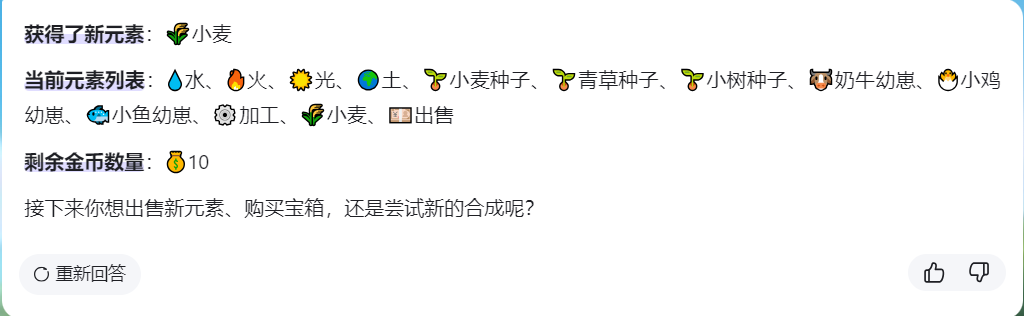 获得了新元素：🌾小麦
当前元素列表：💧水、🔥火、☀️光、🌍土、🌱小麦种子、🌱青草种子、🌱小树种子、🐮奶牛幼崽、🐣小鸡
幼崽、🐟小鱼幼崽、⚙️加工、🌾小麦、💴出售
剩余金币数量：💰10
接下来你想出售新元素、购买宝箱，还是尝试新的合成呢？
重新回答